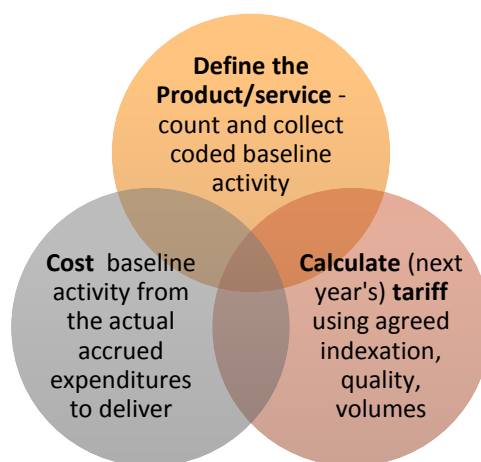 Define the
Product/service -
count and collect
coded baseline
activity
Cost baseline
activity from
the actual
accrued
expenditures
to deliver
Calculate (next
year's) tariff
using agreed
indexation,
quality,
volumes